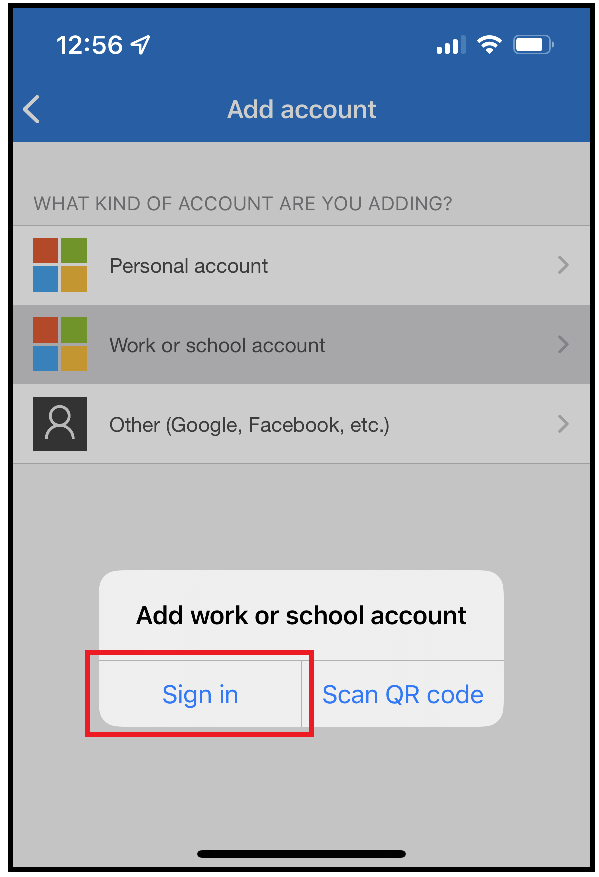 12:56
Add account
WHAT KIND OF ACCOUNT ARE YOU ADDING?
Personal account
Work or school account
Other (Google, Facebook, etc.)
Add work or school account
Sign in Scan QR code